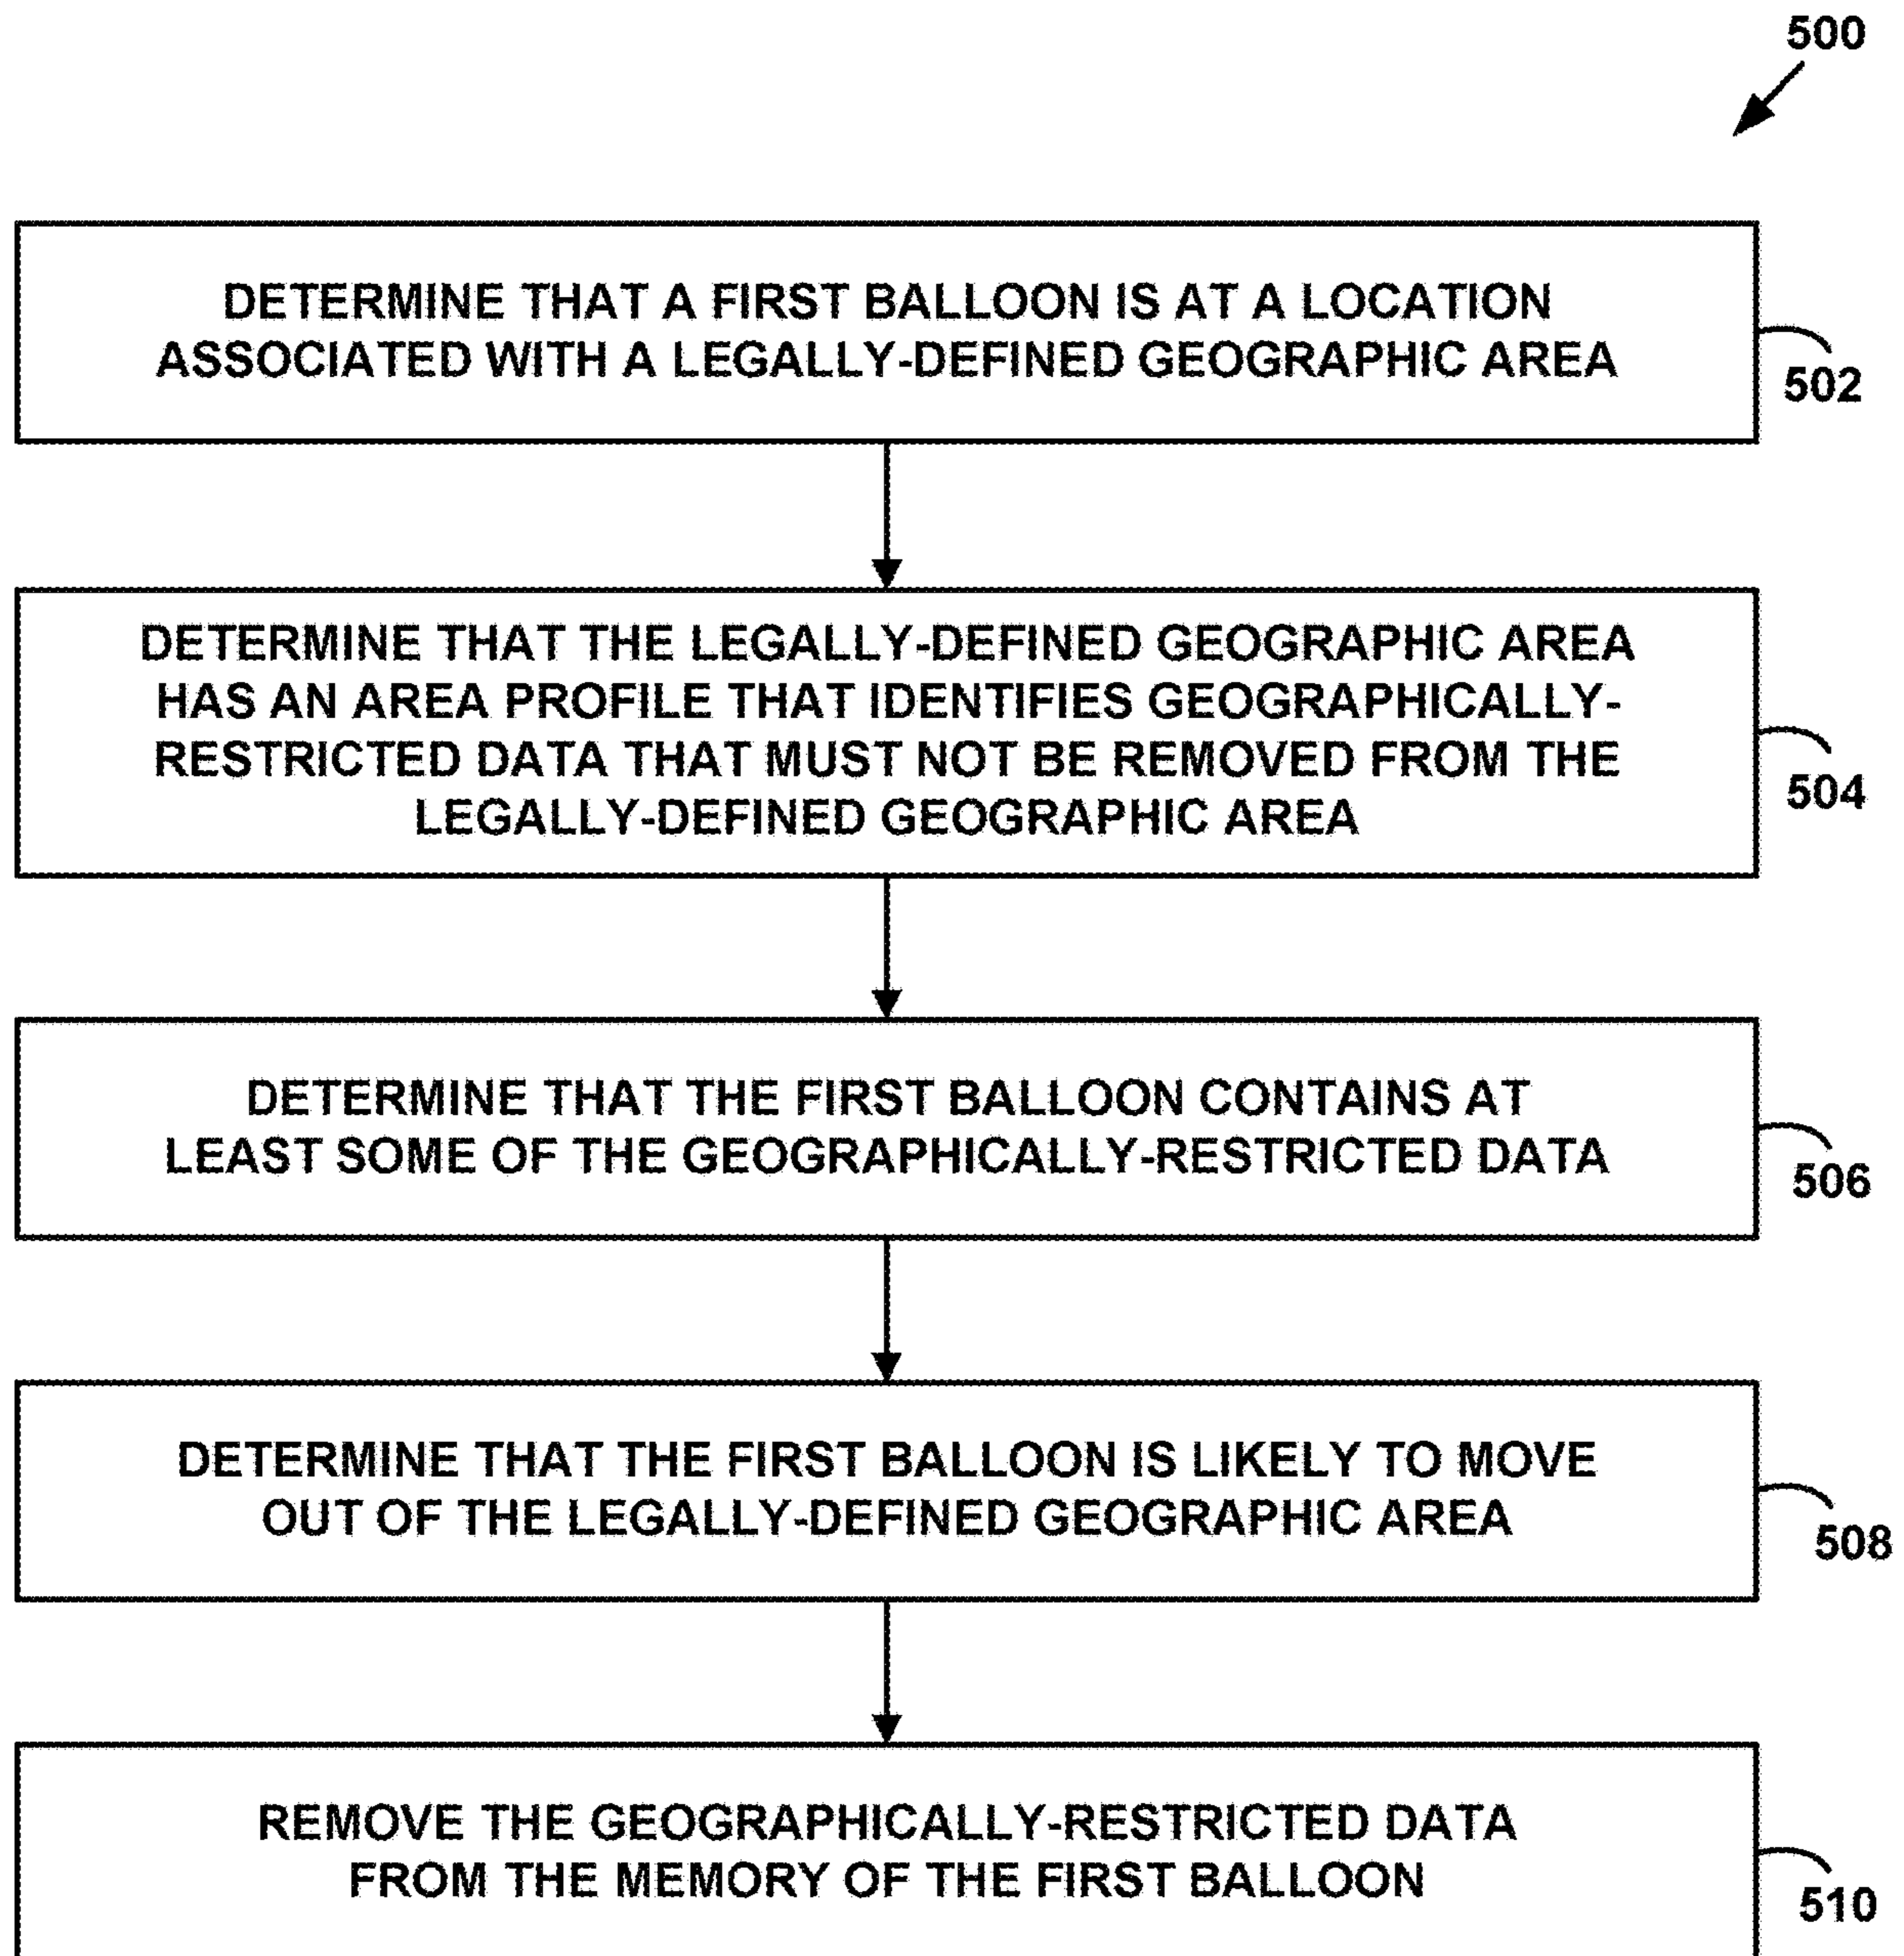 500
DETERMINE THAT A FIRST BALLOON IS AT A LOCATION
ASSOCIATED WITH A LEGALLY-DEFINED GEOGRAPHIC AREA
502
DETERMINE THAT THE LEGALLY-DEFINED GEOGRAPHIC AREA
HAS AN AREA PROFILE THAT IDENTIFIES GEOGRAPHICALLY-
RESTRICTED DATA THAT MUST NOT BE REMOVED FROM THE
LEGALLY-DEFINED GEOGRAPHIC AREA
504
DETERMINE THAT THE FIRST BALLOON CONTAINS AT
LEAST SOME OF THE GEOGRAPHICALLY-RESTRICTED DATA
506
DETERMINE THAT THE FIRST BALLOON IS LIKELY TO MOVE
OUT OF THE LEGALLY-DEFINED GEOGRAPHIC AREA
508
REMOVE THE GEOGRAPHICALLY-RESTRICTED DATA
FROM THE MEMORY OF THE FIRST BALLOON
510